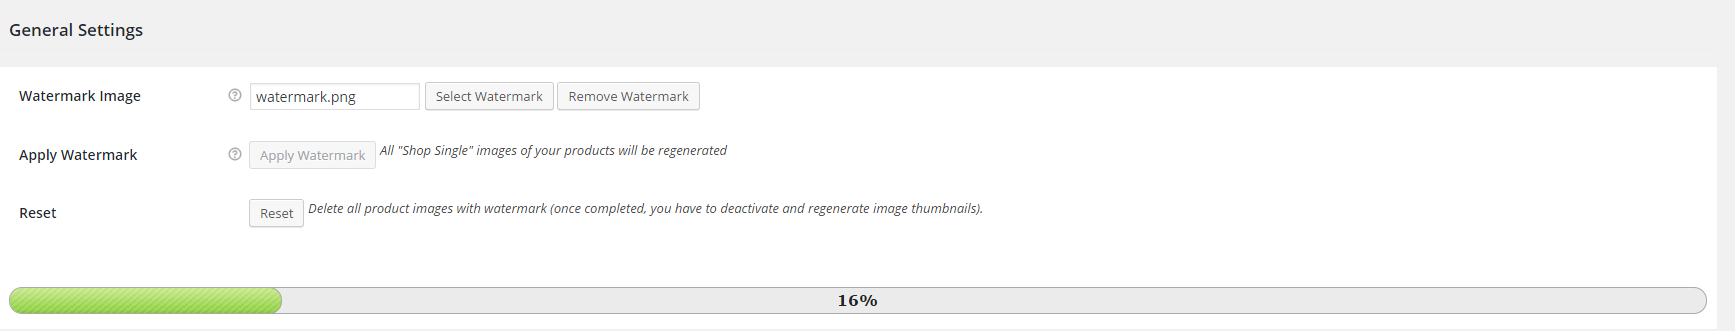 General Settings
Watermark Image watermark.png Select Watermark Remove Watermark
Apply Watermark Apply Watermark All "Shop Single" images of your products will be regenerated
Reset Reset Delete all product images with watermark (once completed, you have to deactivate and regenerate image thumbnails).
16%